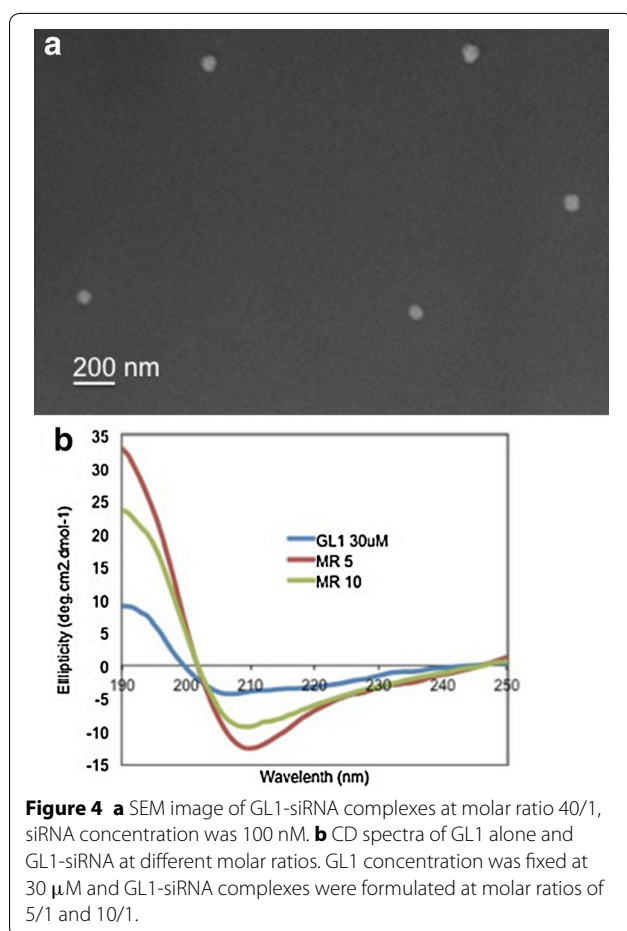 a
200 nm
b
35
30
25
20
15
10
5
0
-5
-10
-15
190 200 210 220 230 240 250
Ellipticity (deg.cm2.dmol-1)
GL1 30uM
MR 5
MR 10
Wavelenth (nm)
Figure 4 a SEM image of GL1-siRNA complexes at molar ratio 40/1,
siRNA concentration was 100 nM. b CD spectra of GL1 alone and
GL1-siRNA at different molar ratios. GL1 concentration was fixed at
30 μM and GL1-siRNA complexes were formulated at molar ratios of
5/1 and 10/1.